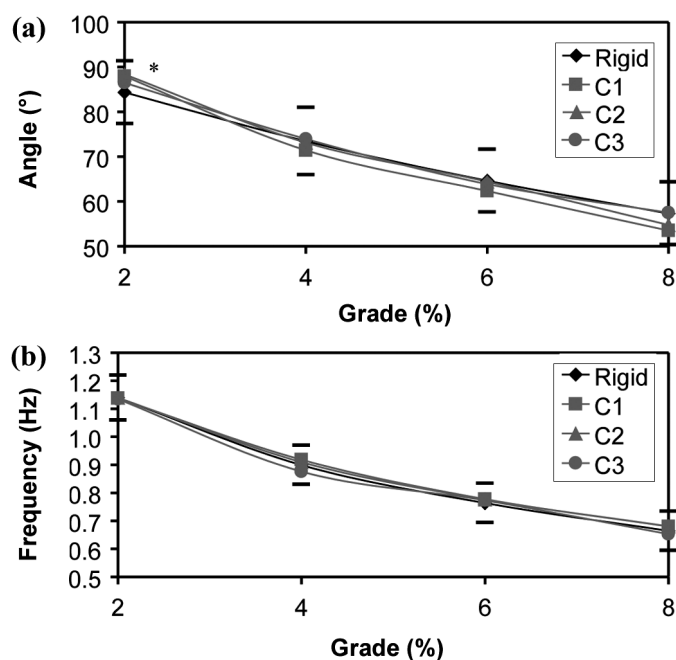 (a)
100
90
80
70
60
50
Angle (°)
*
Rigid
C1
C2
C3
2 4 6 8
Grade (%)
(b)
1.3
1.2
1.1
1.0
0.9
0.8
0.7
0.6
0.5
Frequency (Hz)
Rigid
C1
C2
C3
2 4 6 8
Grade (%)